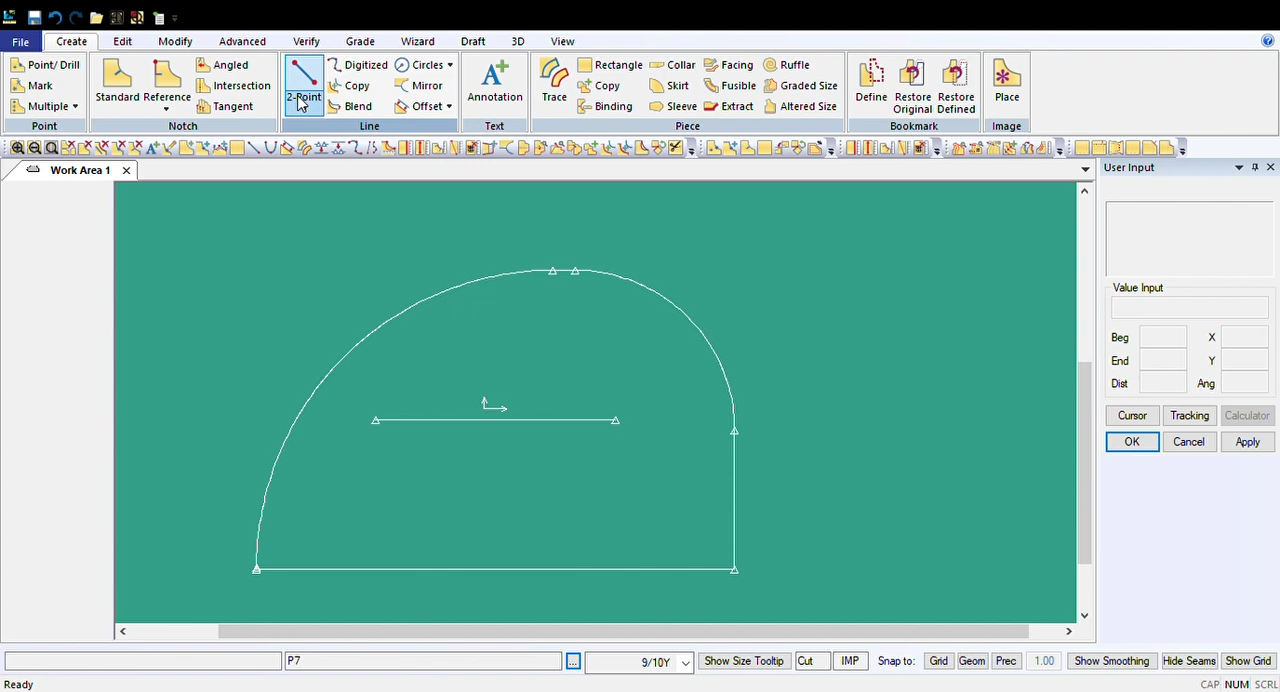 File Create Edit Modify Advanced Verify Grade Wizard Draft 3D View
Point/ Drill Angled Digitized Circles Rectangle Collar Facing Ruffle
Mark Standard Reference Intersection 2-Point Copy Mirror Annotation Trace Copy Skirt Fusible Graded Size Define Restore Original Restore Defined Place
Multiple Tangent Blend Offset Binding Sleeve Extract Altered Size
Point Notch Line Text Piece Bookmark Image
Work Area 1
User Input
Value Input
Beg X
End Y
Dist Ang
Cursor Tracking Calculator
OK Cancel Apply
P7 ... 9/10Y Show Size Tooltip Cut IMP Snap to: Grid Geom Prec 1.00 Show Smoothing Hide Seams Show Grid
Ready CAP NUM SCRL